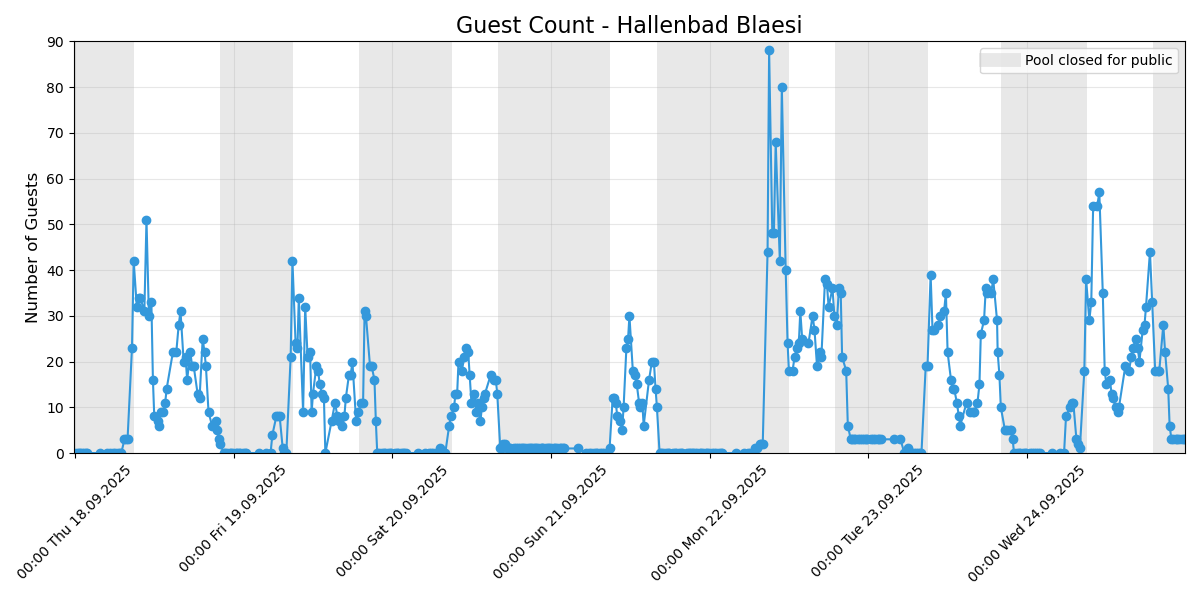 Guest Count - Hallenbad Blaesi
Pool closed for public
Number of Guests
90
80
70
60
50
40
30
20
10
0
00:00 Thu 18.09.2025
00:00 Fri 19.09.2025
00:00 Sat 20.09.2025
00:00 Sun 21.09.2025
00:00 Mon 22.09.2025
00:00 Tue 23.09.2025
00:00 Wed 24.09.2025